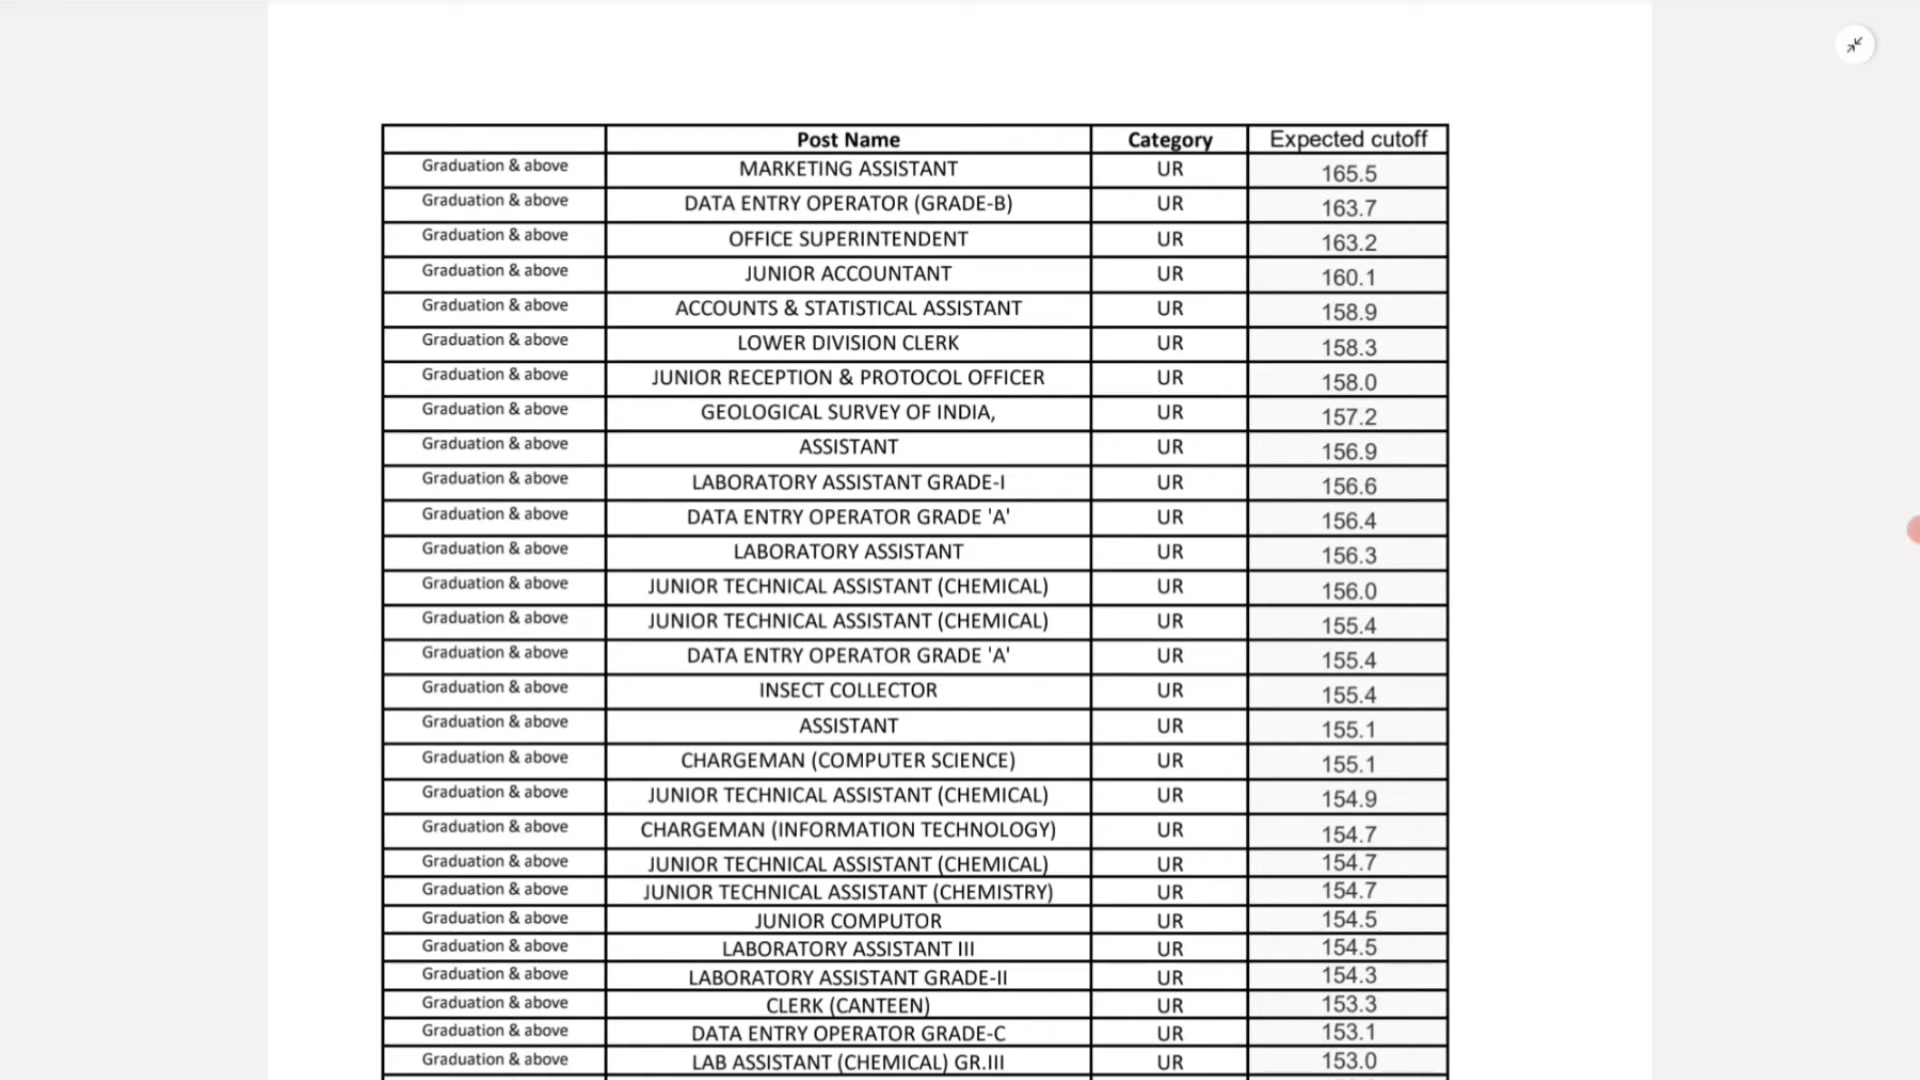 Post Name Category Expected cutoff
Graduation & above MARKETING ASSISTANT UR 165.5
Graduation & above DATA ENTRY OPERATOR (GRADE-B) UR 163.7
Graduation & above OFFICE SUPERINTENDENT UR 163.2
Graduation & above JUNIOR ACCOUNTANT UR 160.1
Graduation & above ACCOUNTS & STATISTICAL ASSISTANT UR 158.9
Graduation & above LOWER DIVISION CLERK UR 158.3
Graduation & above JUNIOR RECEPTION & PROTOCOL OFFICER UR 158.0
Graduation & above GEOLOGICAL SURVEY OF INDIA, UR 157.2
Graduation & above ASSISTANT UR 156.9
Graduation & above LABORATORY ASSISTANT GRADE-I UR 156.6
Graduation & above DATA ENTRY OPERATOR GRADE 'A' UR 156.4
Graduation & above LABORATORY ASSISTANT UR 156.3
Graduation & above JUNIOR TECHNICAL ASSISTANT (CHEMICAL) UR 156.0
Graduation & above JUNIOR TECHNICAL ASSISTANT (CHEMICAL) UR 155.4
Graduation & above DATA ENTRY OPERATOR GRADE 'A' UR 155.4
Graduation & above INSECT COLLECTOR UR 155.4
Graduation & above ASSISTANT UR 155.1
Graduation & above CHARGEMAN (COMPUTER SCIENCE) UR 155.1
Graduation & above JUNIOR TECHNICAL ASSISTANT (CHEMICAL) UR 154.9
Graduation & above CHARGEMAN (INFORMATION TECHNOLOGY) UR 154.7
Graduation & above JUNIOR TECHNICAL ASSISTANT (CHEMICAL) UR 154.7
Graduation & above JUNIOR TECHNICAL ASSISTANT (CHEMISTRY) UR 154.7
Graduation & above JUNIOR COMPUTOR UR 154.5
Graduation & above LABORATORY ASSISTANT III UR 154.5
Graduation & above LABORATORY ASSISTANT GRADE-II UR 154.3
Graduation & above CLERK (CANTEEN) UR 153.3
Graduation & above DATA ENTRY OPERATOR GRADE-C UR 153.1
Graduation & above LAB ASSISTANT (CHEMICAL) GR.III UR 153.0